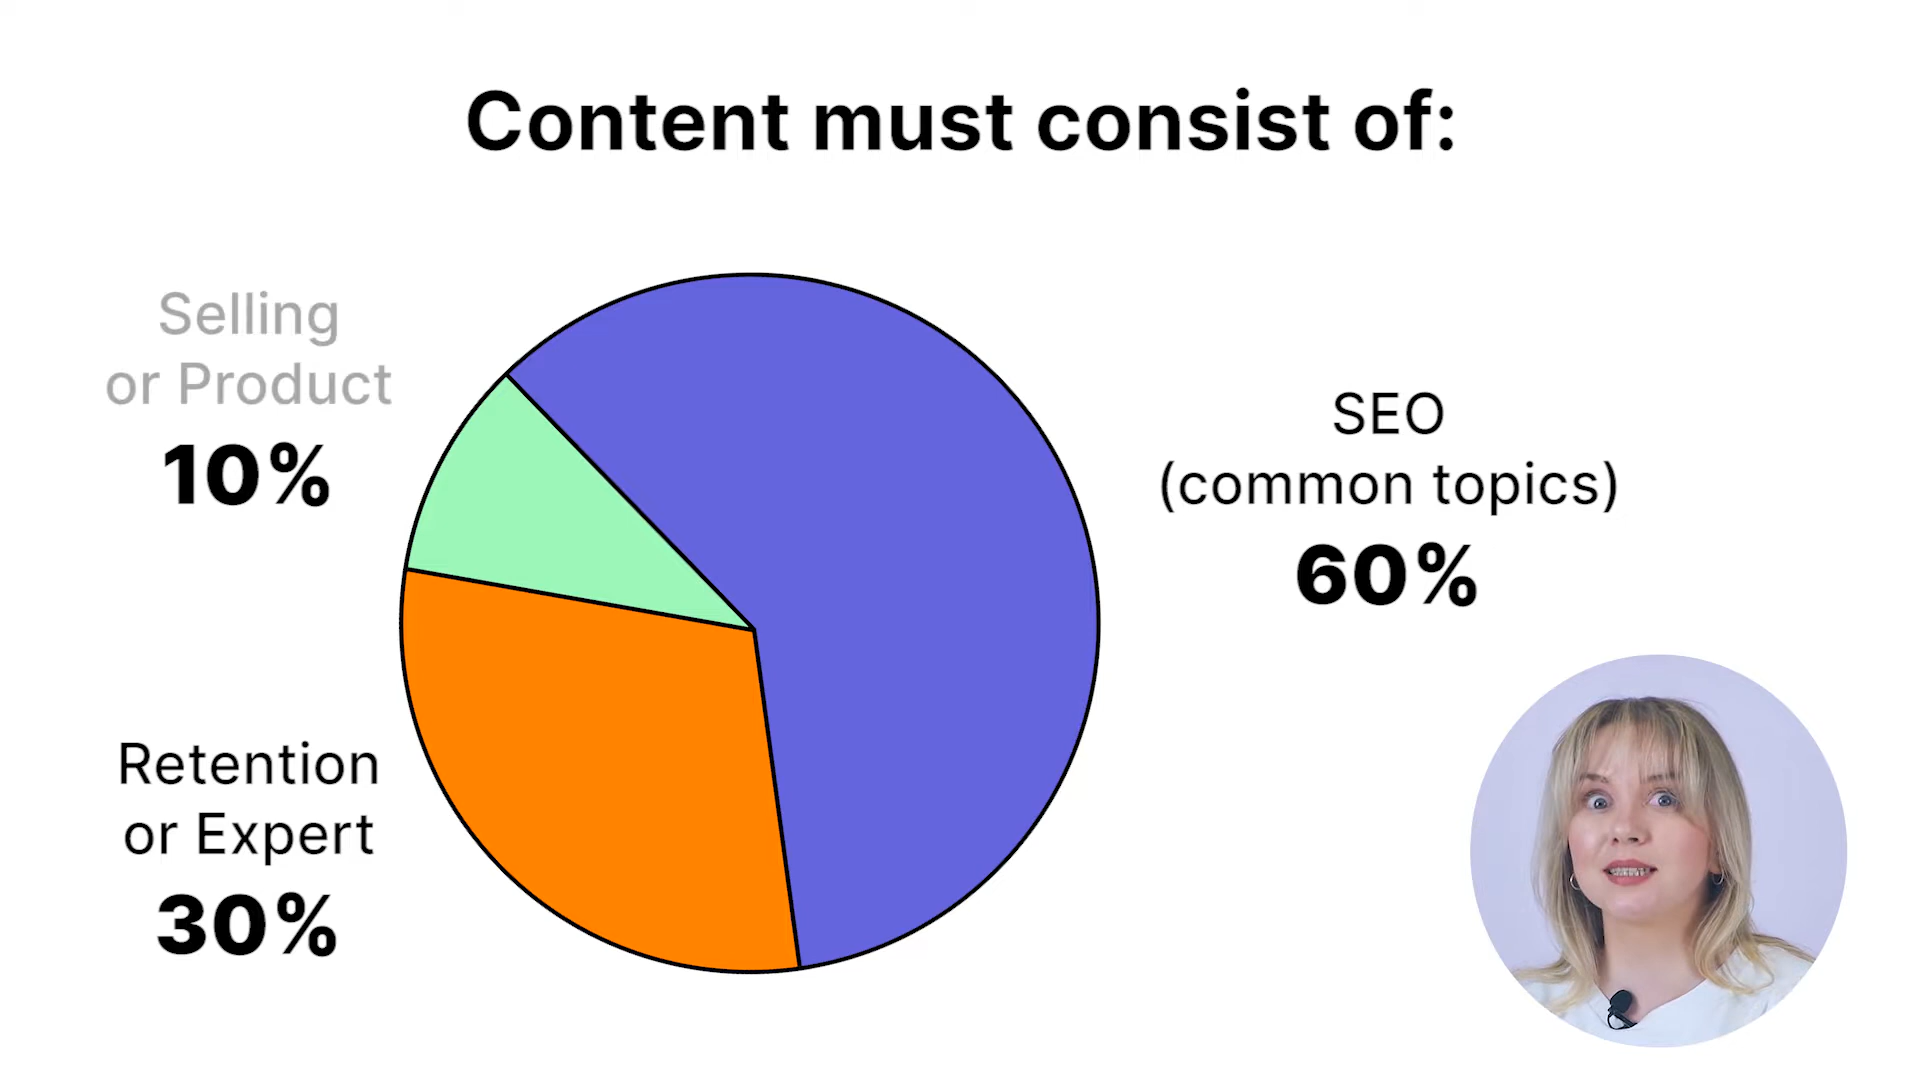 Content must consist of:
Selling
or Product
10%
SEO
(common topics)
60%
Retention
or Expert
30%